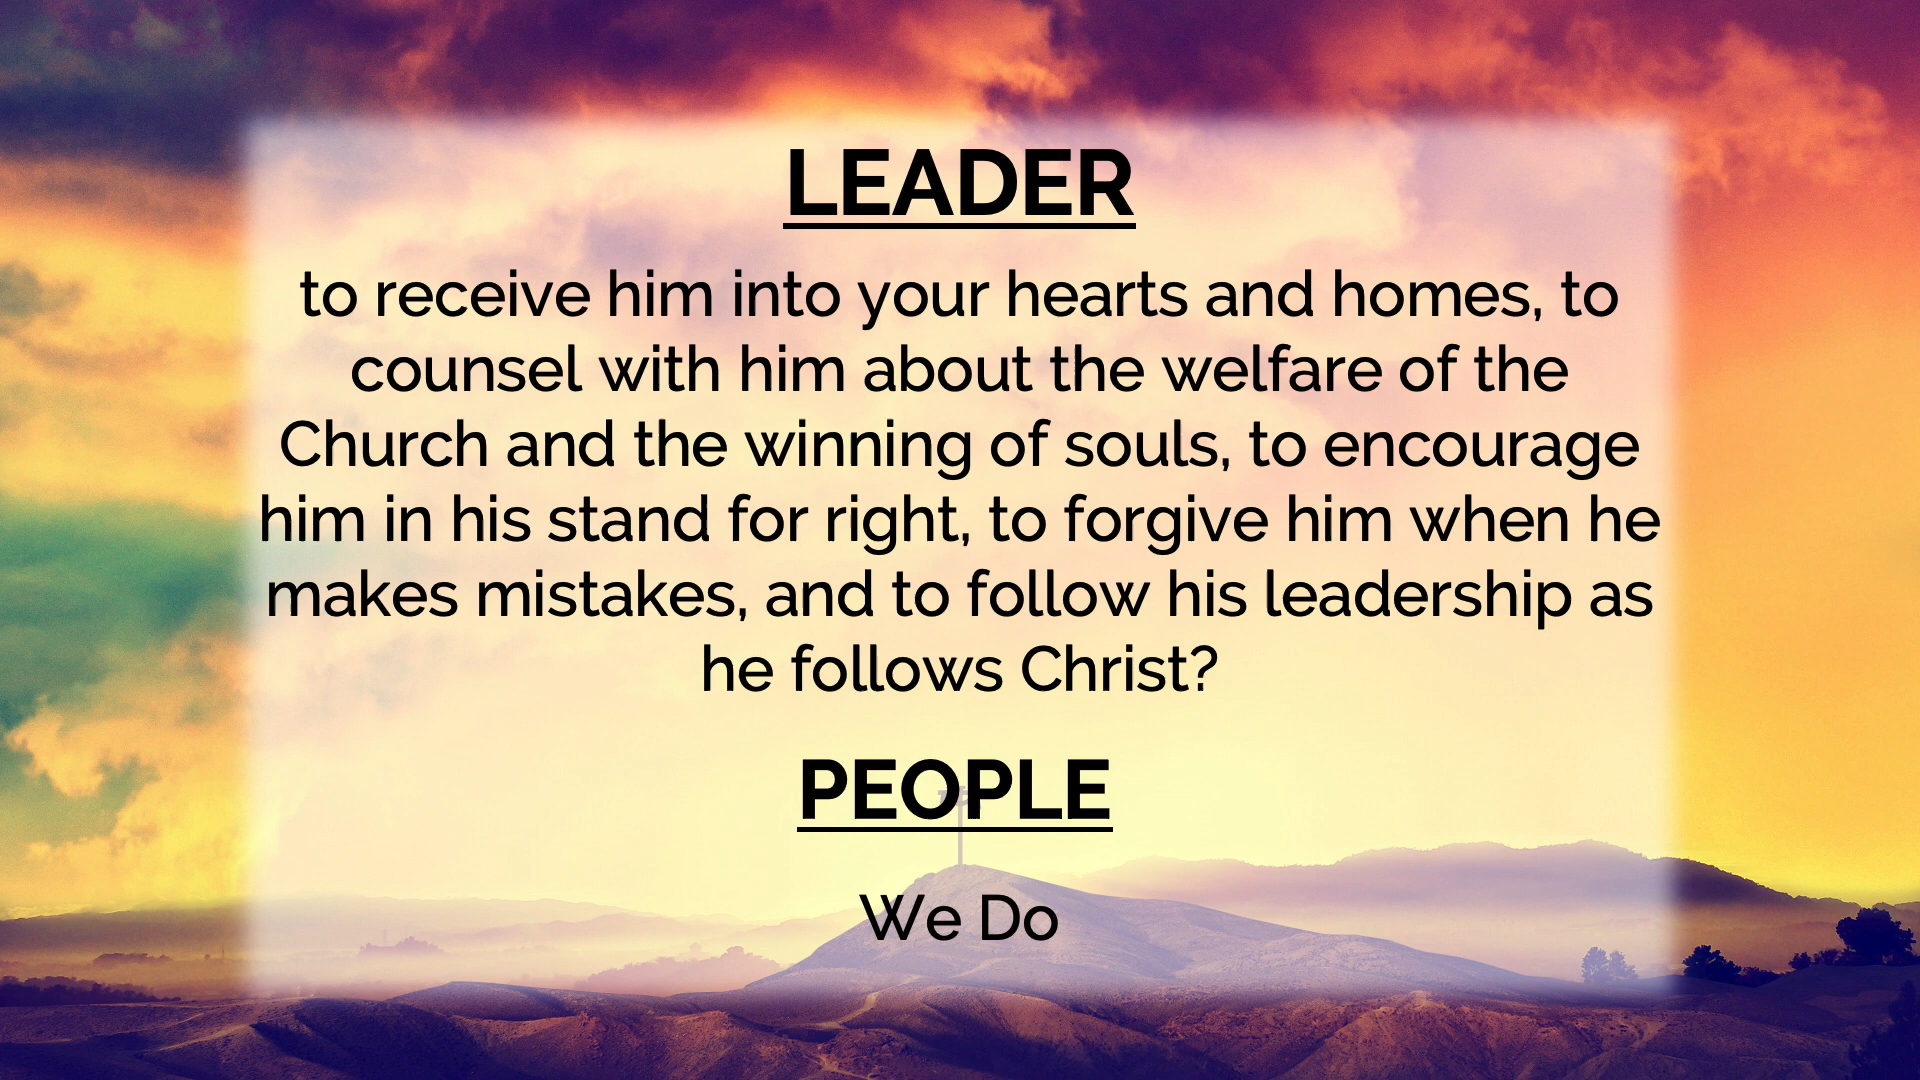 LEADER
to receive him into your hearts and homes, to
counsel with him about the welfare of the
Church and the winning of souls, to encourage
him in his stand for right, to forgive him when he
makes mistakes, and to follow his leadership as
he follows Christ?
PEOPLE
We Do